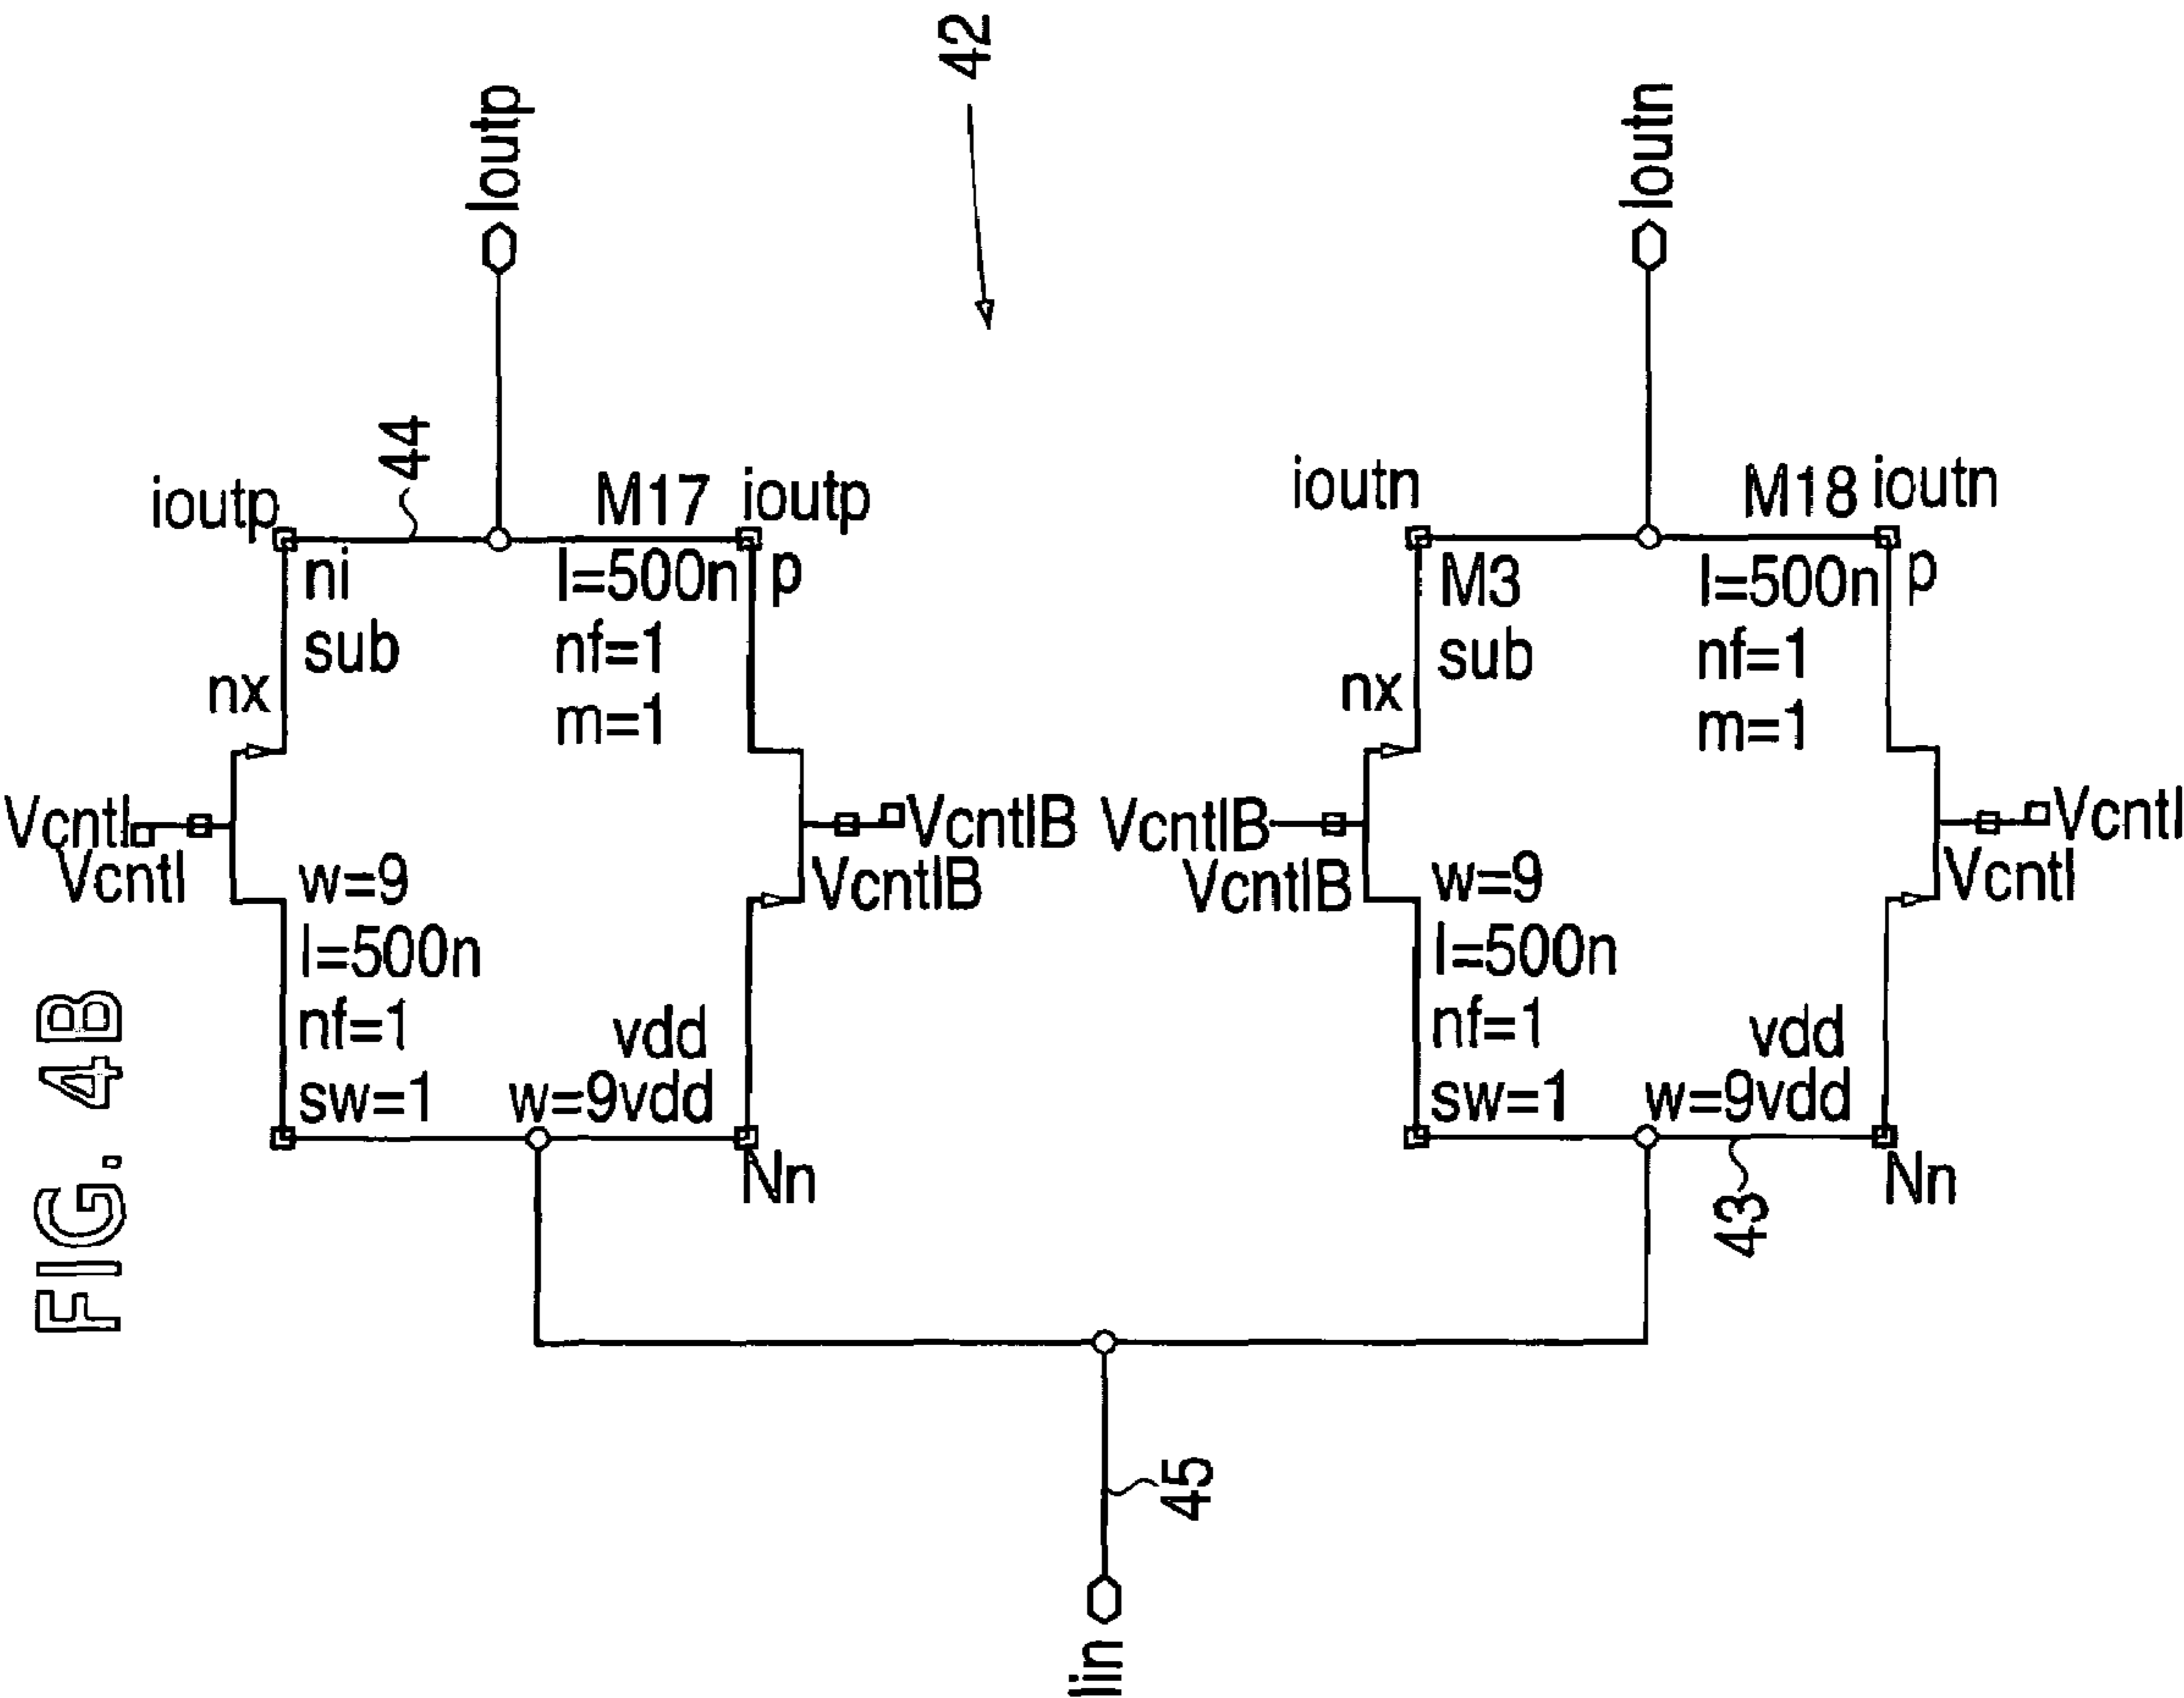 FIG. 4B
42
Ioutp
Ioutn
44
ioutp
M17
ioutp
ni
sub
l=500n
p
nf=1
m=1
nx
Vcntl
Vcntl
w=9
l=500n
nf=1
sw=1
VcntlB
VcntlB
vdd
w=9vdd
Nn
ioutn
M18
ioutn
M3
sub
l=500n
p
nf=1
m=1
nx
VcntlB
VcntlB
w=9
l=500n
nf=1
sw=1
Vcntl
Vcntl
vdd
w=9vdd
Nn
43
45
Iin